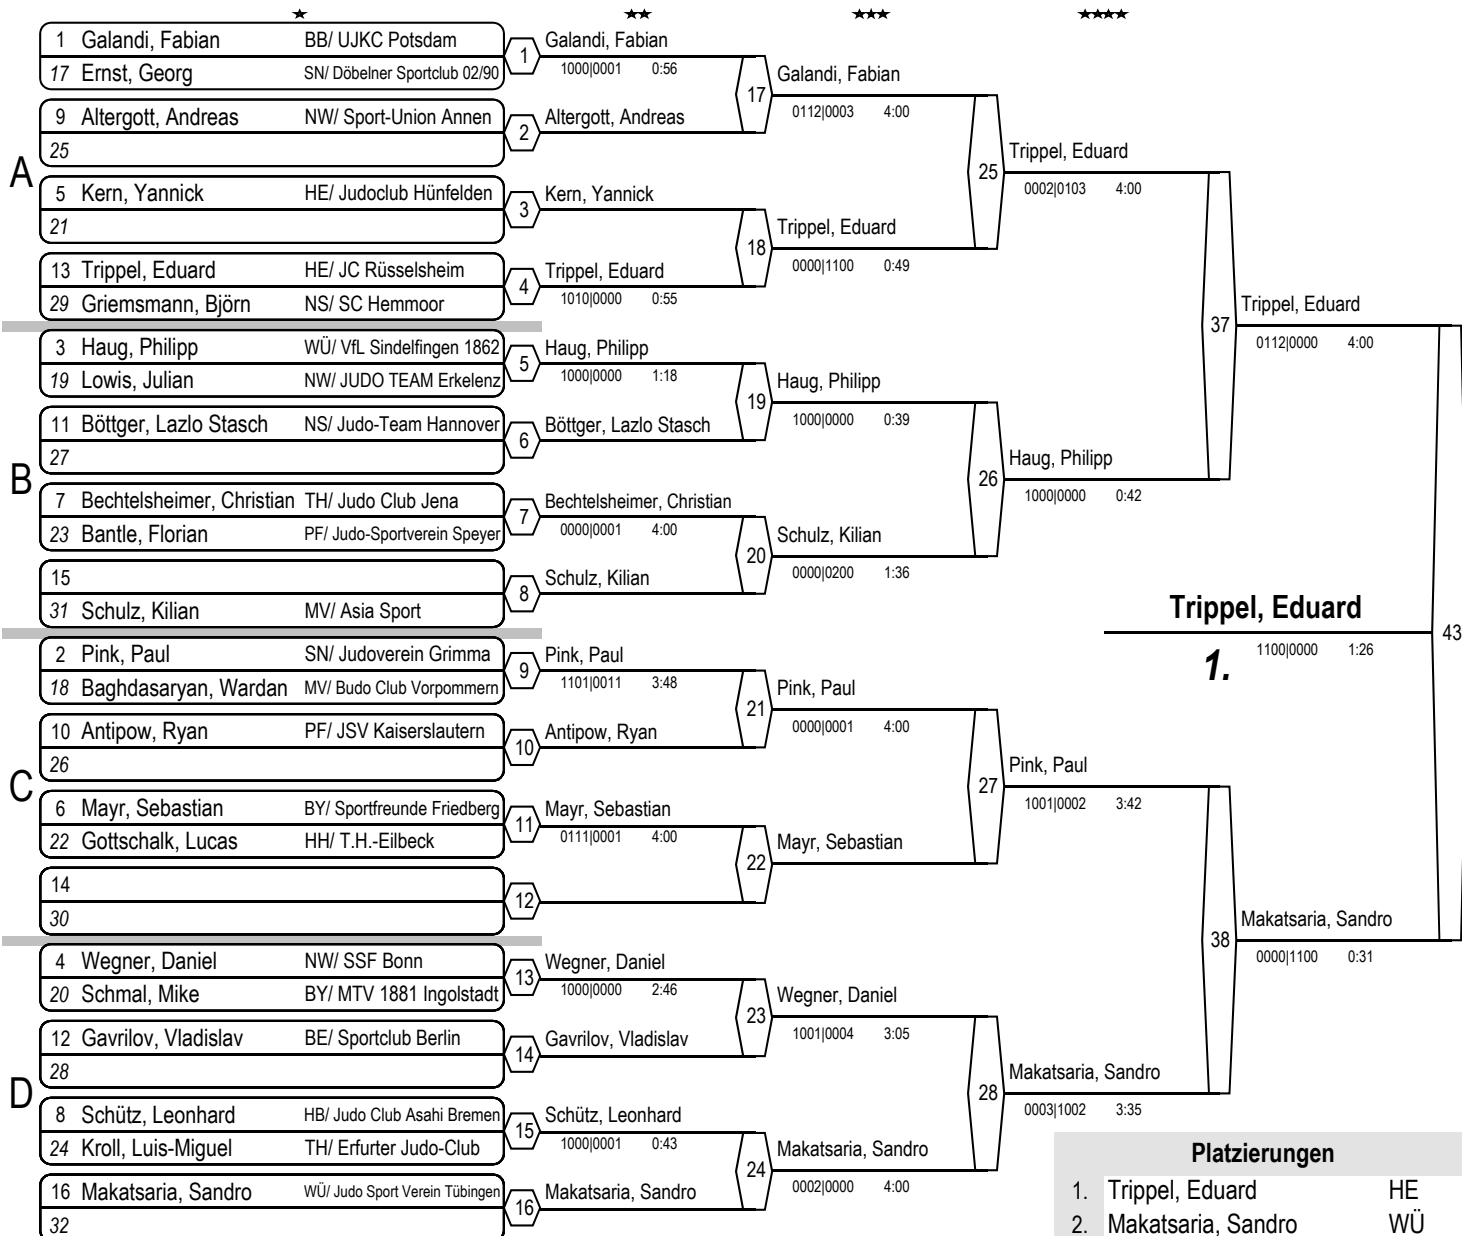 ★ ★★ ★★★ ★★★★
1 Galandi, Fabian BB/ UJKC Potsdam
17 Ernst, Georg SN/ Döbelner Sportclub 02/90
1
Galandi, Fabian
1000|0001 0:56
9 Altergott, Andreas NW/ Sport-Union Annen
25
2
Altergott, Andreas
17
Galandi, Fabian
0112|0003 4:00
A
5 Kern, Yannick HE/ Judoclub Hünfelden
21
3
Kern, Yannick
13 Trippel, Eduard HE/ JC Rüsselsheim
29 Griemsmann, Björn NS/ SC Hemmoor
4
Trippel, Eduard
1010|0000 0:55
18
Trippel, Eduard
0000|1100 0:49
25
Trippel, Eduard
0002|0103 4:00
3 Haug, Philipp WÜ/ VfL Sindelfingen 1862
19 Lowis, Julian NW/ JUDO TEAM Erkelenz
5
Haug, Philipp
1000|0000 1:18
11 Böttger, Lazlo Stasch NS/ Judo-Team Hannover
27
6
Böttger, Lazlo Stasch
19
Haug, Philipp
1000|0000 0:39
B
7 Bechtelsheimer, Christian TH/ Judo Club Jena
23 Bantle, Florian PF/ Judo-Sportverein Speyer
7
Bechtelsheimer, Christian
0000|0001 4:00
15
31 Schulz, Kilian MV/ Asia Sport
8
Schulz, Kilian
20
Schulz, Kilian
0000|0200 1:36
26
Haug, Philipp
1000|0000 0:42
37
Trippel, Eduard
0112|0000 4:00
2 Pink, Paul SN/ Judoverein Grimma
18 Baghdasaryan, Wardan MV/ Budo Club Vorpommern
9
Pink, Paul
1101|0011 3:48
10 Antipow, Ryan PF/ JSV Kaiserslautern
26
10
Antipow, Ryan
21
Pink, Paul
0000|0001 4:00
C
6 Mayr, Sebastian BY/ Sportfreunde Friedberg
22 Gottschalk, Lucas HH/ T.H.-Eilbeck
11
Mayr, Sebastian
0111|0001 4:00
14
30
12
22
Mayr, Sebastian
27
Pink, Paul
1001|0002 3:42
4 Wegner, Daniel NW/ SSF Bonn
20 Schmal, Mike BY/ MTV 1881 Ingolstadt
13
Wegner, Daniel
1000|0000 2:46
12 Gavrilov, Vladislav BE/ Sportclub Berlin
28
14
Gavrilov, Vladislav
23
Wegner, Daniel
1001|0004 3:05
D
8 Schütz, Leonhard HB/ Judo Club Asahi Bremen
24 Kroll, Luis-Miguel TH/ Erfurter Judo-Club
15
Schütz, Leonhard
1000|0001 0:43
16 Makatsaria, Sandro WÜ/ Judo Sport Verein Tübingen
32
16
Makatsaria, Sandro
24
Makatsaria, Sandro
0002|0000 4:00
28
Makatsaria, Sandro
0003|1002 3:35
38
Makatsaria, Sandro
0000|1100 0:31
43
Trippel, Eduard
1. 1100|0000 1:26
Platzierungen
1. Trippel, Eduard HE
2. Makatsaria, Sandro WÜ